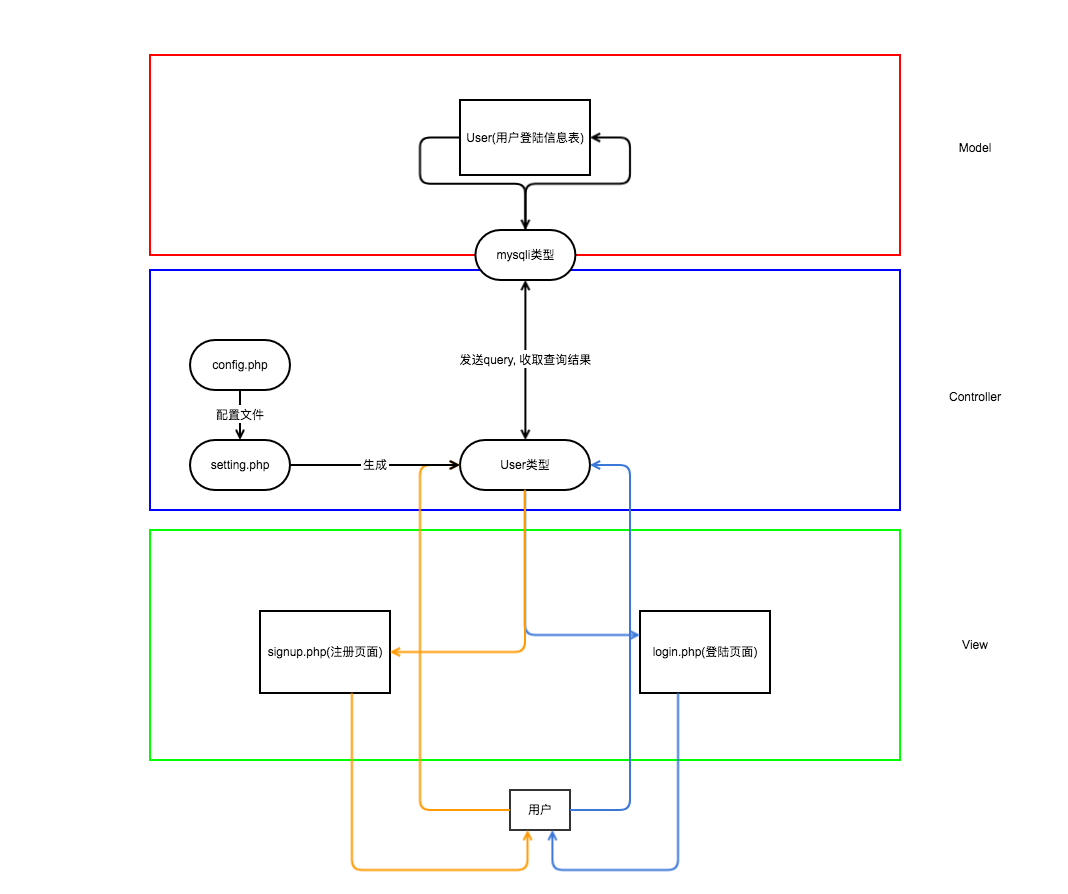 User(用户登陆信息表)
Model
mysqli类型
发送query, 收取查询结果
config.php
Controller
配置文件
setting.php
生成
User类型
signup.php(注册页面)
login.php(登陆页面)
View
用户